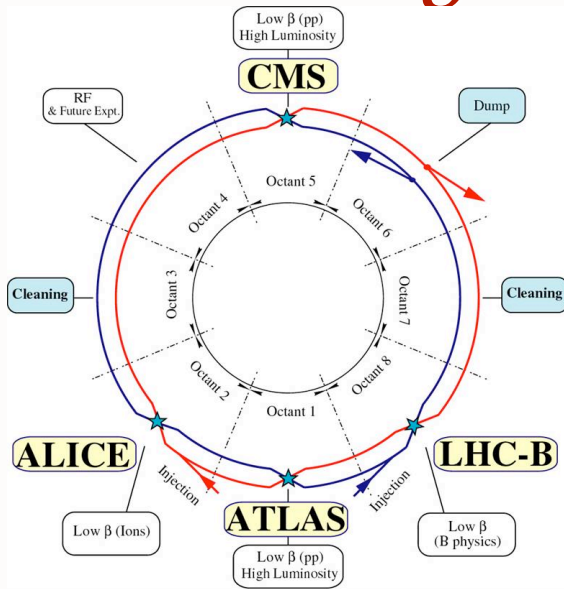 Low β (pp)
High Luminosity
CMS
RF
& Future Expt.
Dump
Octant 5
Octant 4
Octant 6
Cleaning
Octant 3
Octant 7
Cleaning
Octant 2
Octant 8
Octant 1
ALICE
LHC-B
Injection
Injection
ATLAS
Low β (Ions)
Low β
(B physics)
Low β (pp)
High Luminosity